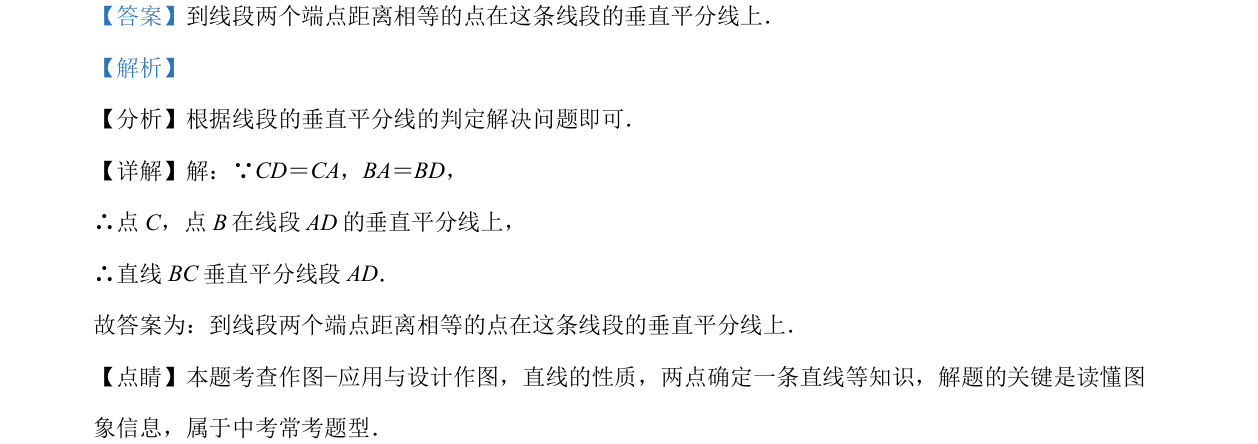 【答案】到线段两个端点距离相等的点在这条线段的垂直平分线上．
【解析】
【分析】根据线段的垂直平分线的判定解决问题即可．
【详解】解：∵CD＝CA，BA＝BD，
∴点 C，点 B 在线段 AD 的垂直平分线上，
∴直线 BC 垂直平分线段 AD．
故答案为：到线段两个端点距离相等的点在这条线段的垂直平分线上．
【点睛】本题考查作图−应用与设计作图，直线的性质，两点确定一条直线等知识，解题的关键是读懂图
象信息，属于中考常考题型．